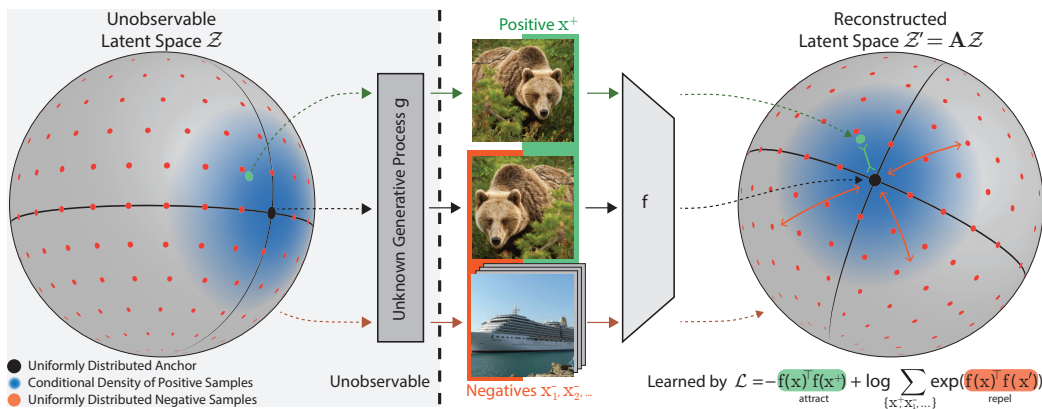 Unobservable
Latent Space 𝒵
Positive x⁺
Reconstructed
Latent Space 𝒵′ = A𝒵
Unknown Generative Process g
f
Uniformly Distributed Anchor
Conditional Density of Positive Samples
Uniformly Distributed Negative Samples
Unobservable
Negatives x₁⁻, x₂⁻, ...
Learned by ℒ = −f(x)ᵀf(x⁺) + log ∑ exp(f(x)ᵀf(x′))
{x⁺,x₁⁻,...}
attract
repel